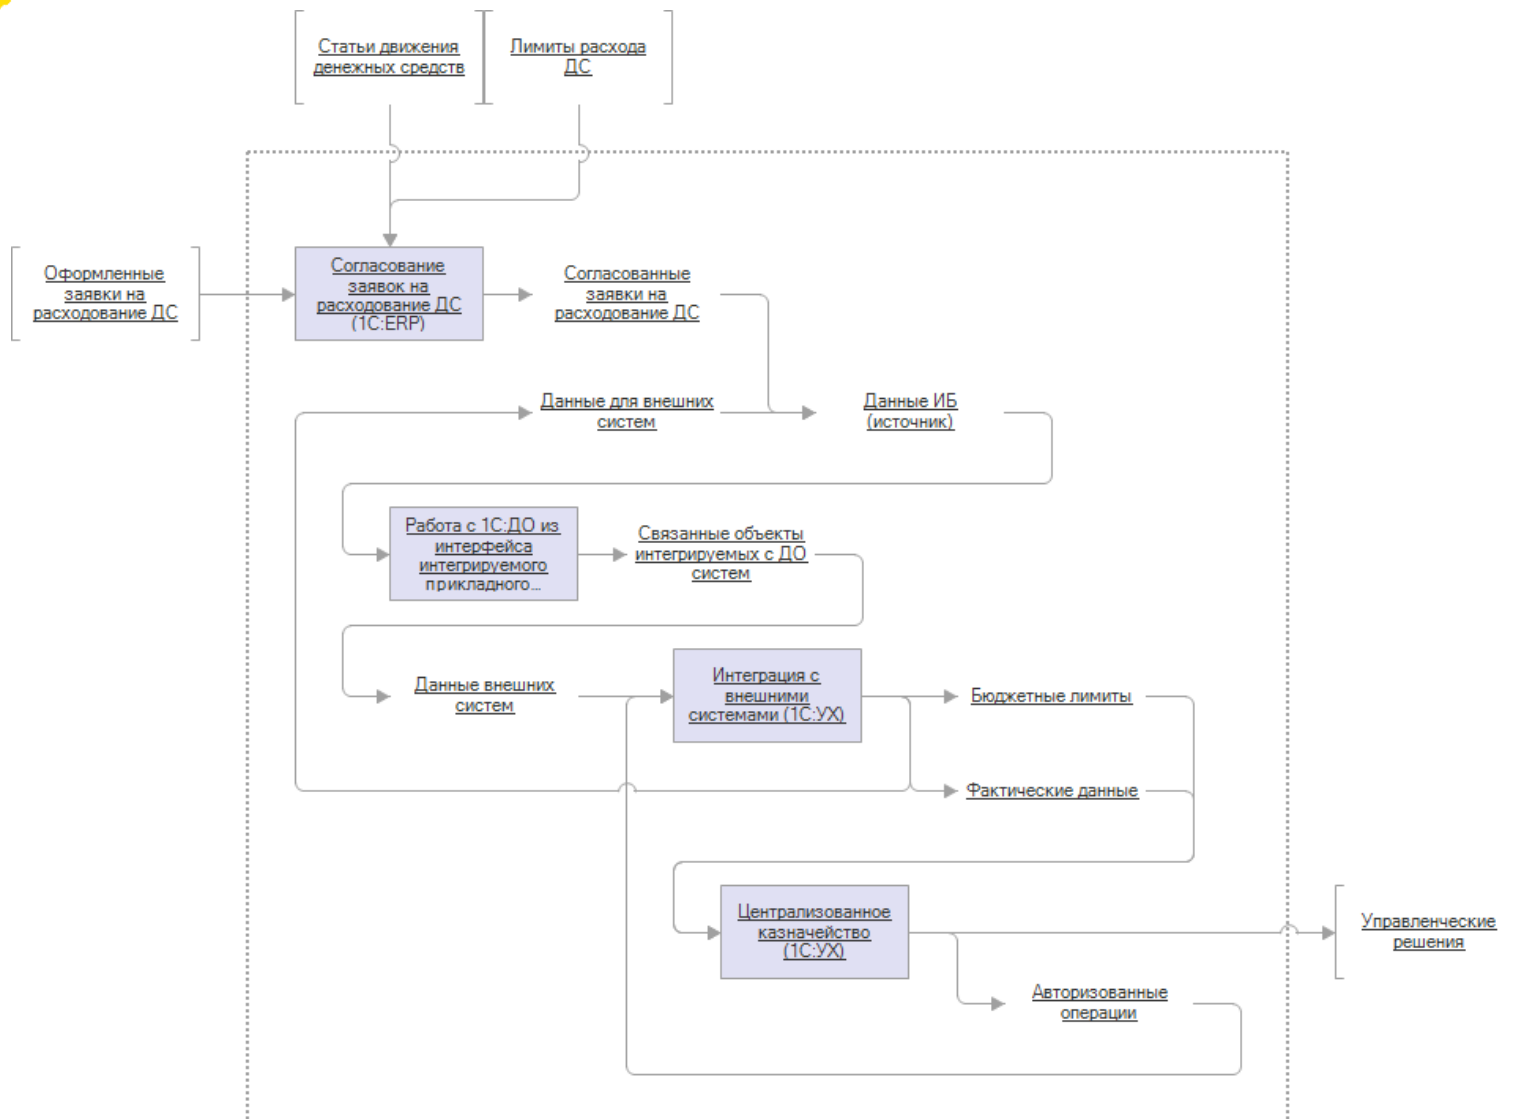 Статьи движения
денежных средств
Лимиты расхода
ДС
Оформленные
заявки на
расходование ДС
Согласование
заявок на
расходование ДС
(1С:ERP)
Согласованные
заявки на
расходование ДС
Данные для внешних
систем
Данные ИБ
(источник)
Работа с 1С:ДО из
интерфейса
интегрируемого
прикладного...
Связанные объекты
интегрируемых с ДО
систем
Данные внешних
систем
Интеграция с
внешними
системами (1С:УХ)
Бюджетные лимиты
Фактические данные
Централизованное
казначейство
(1С:УХ)
Управленческие
решения
Авторизованные
операции